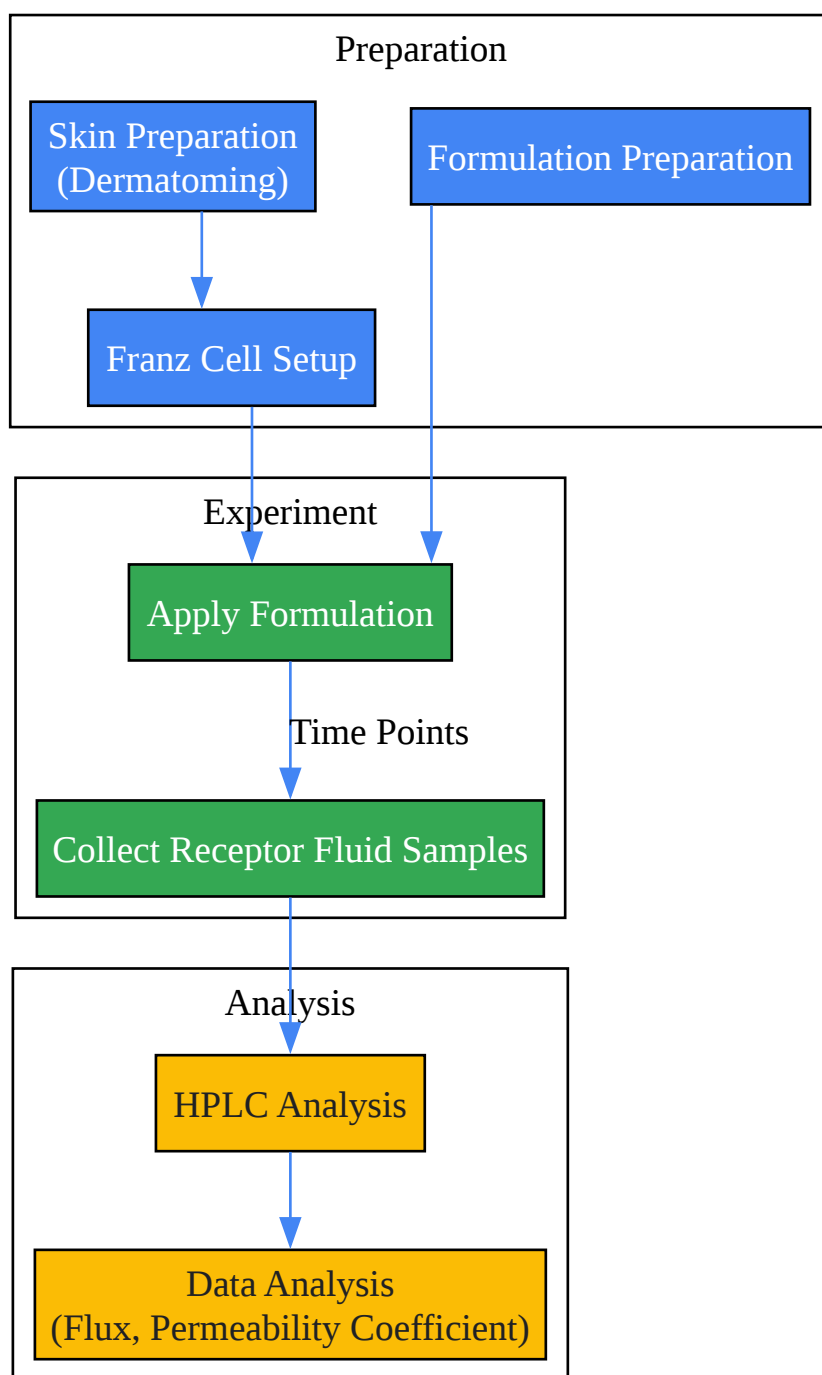 Preparation
Skin Preparation
(Dermatoming)
Formulation Preparation
Franz Cell Setup
Experiment
Apply Formulation
Time Points
Collect Receptor Fluid Samples
Analysis
HPLC Analysis
Data Analysis
(Flux, Permeability Coefficient)